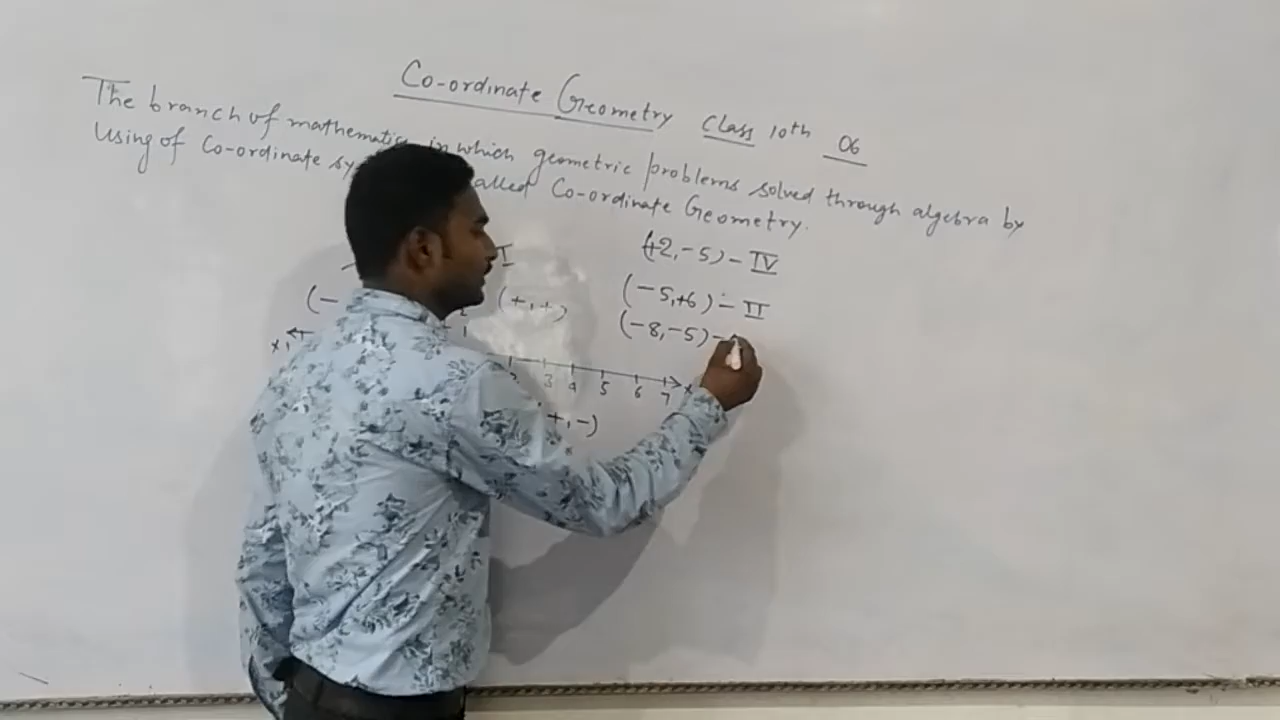 Co-ordinate Geometry Class 10th 06
The branch of mathematics in which geometric problems solved through algebra by
Using of Co-ordinate called Co-ordinate Geometry.
(+2,-5) - IV
I
(-5,+6) - II
(+,+)
(-8,-5) -
3 4 5 6 7 x
+,-)